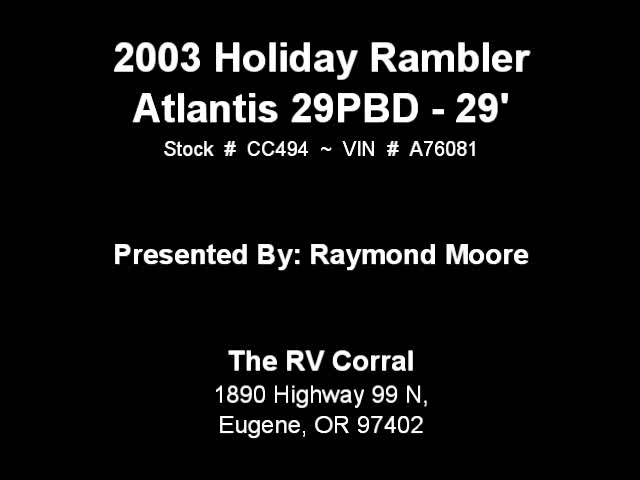 2003 Holiday Rambler
Atlantis 29PBD - 29'
Stock # CC494 ~ VIN # A76081
Presented By: Raymond Moore
The RV Corral
1890 Highway 99 N,
Eugene, OR 97402